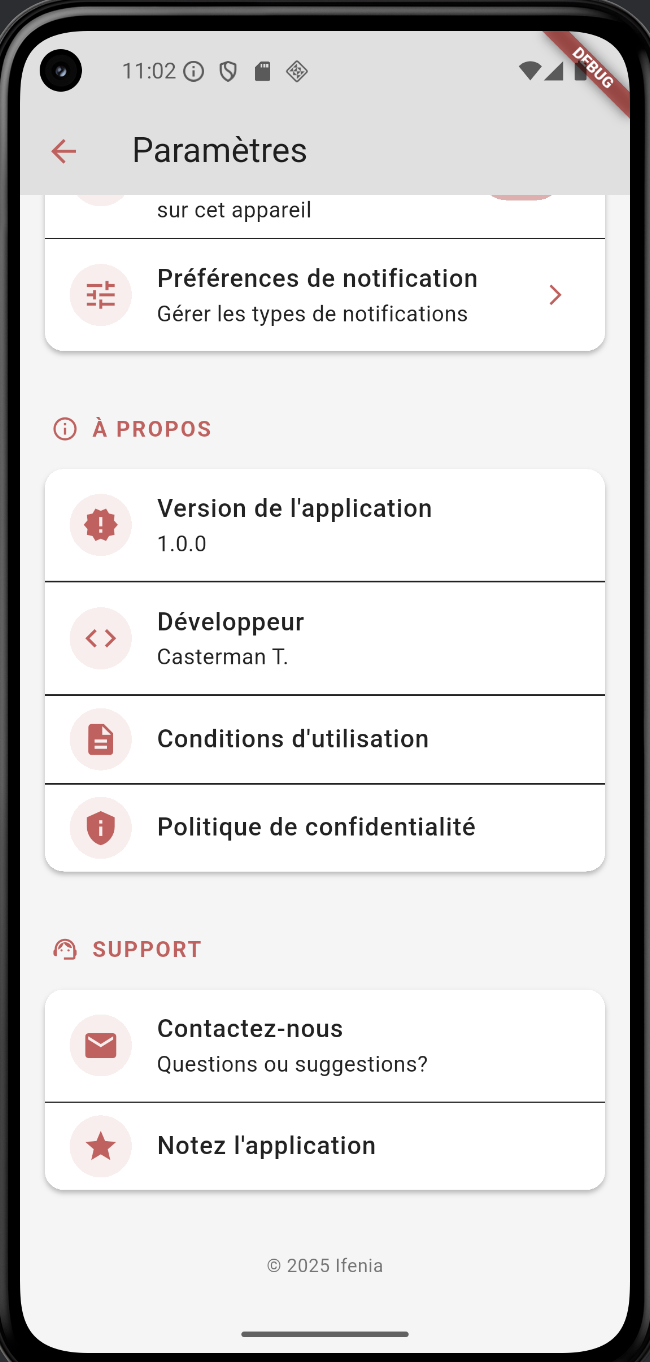 11:02
DEBUG
Paramètres
sur cet appareil
Préférences de notification
Gérer les types de notifications
À PROPOS
Version de l'application
1.0.0
Développeur
Casterman T.
Conditions d'utilisation
Politique de confidentialité
SUPPORT
Contactez-nous
Questions ou suggestions?
Notez l'application
© 2025 Ifenia